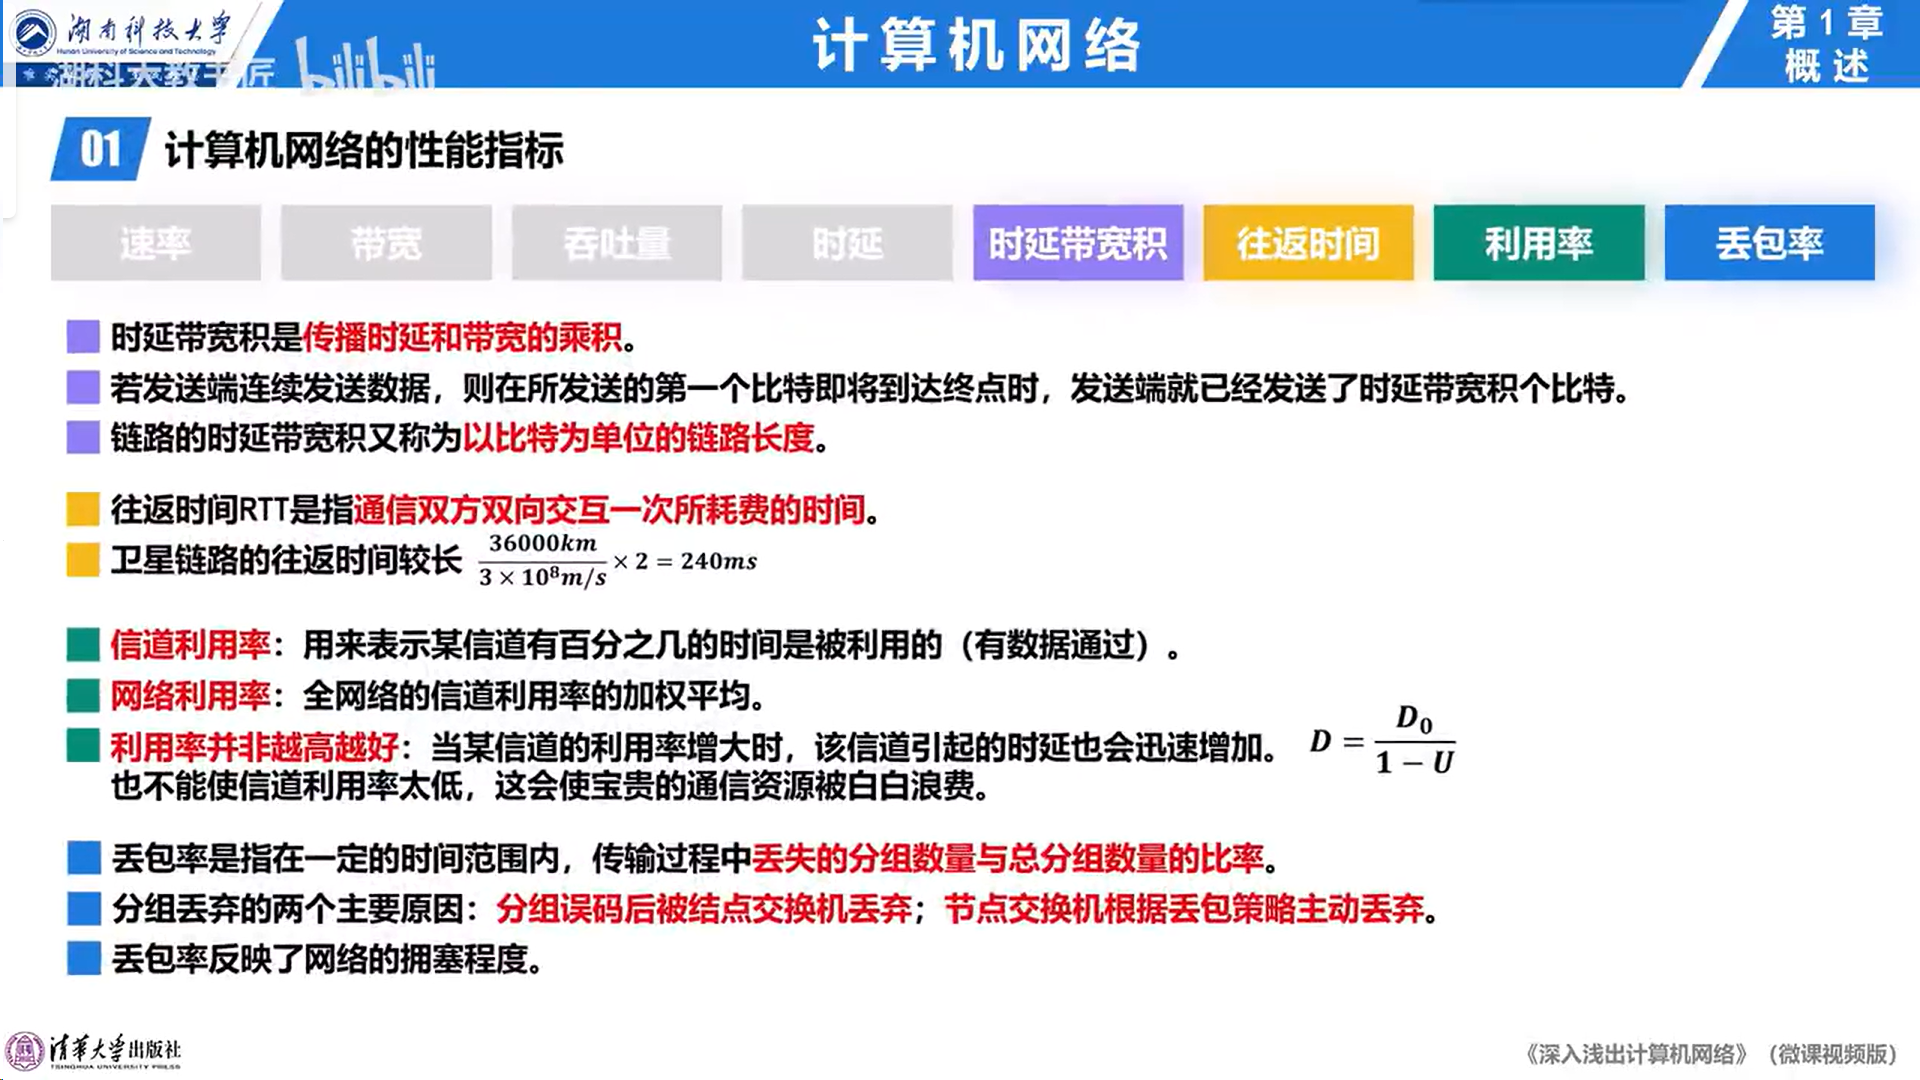 湖南科技大学
Hunan University of Science and Technology
湖科大教书匠 bilibili
计算机网络
第1章
概述
01 计算机网络的性能指标
速率 带宽 吞吐量 时延 时延带宽积 往返时间 利用率 丢包率
时延带宽积是传播时延和带宽的乘积。
若发送端连续发送数据，则在所发送的第一个比特即将到达终点时，发送端就已经发送了时延带宽积个比特。
链路的时延带宽积又称为以比特为单位的链路长度。
往返时间RTT是指通信双方双向交互一次所耗费的时间。
卫星链路的往返时间较长 36000km / 3 × 10⁸m/s × 2 = 240ms
信道利用率：用来表示某信道有百分之几的时间是被利用的（有数据通过）。
网络利用率：全网络的信道利用率的加权平均。
利用率并非越高越好：当某信道的利用率增大时，该信道引起的时延也会迅速增加。 D = D₀ / 1 − U
也不能使信道利用率太低，这会使宝贵的通信资源被白白浪费。
丢包率是指在一定的时间范围内，传输过程中丢失的分组数量与总分组数量的比率。
分组丢弃的两个主要原因：分组误码后被结点交换机丢弃；节点交换机根据丢包策略主动丢弃。
丢包率反映了网络的拥塞程度。
清华大学出版社
TSINGHUA UNIVERSITY PRESS
《深入浅出计算机网络》（微课视频版）